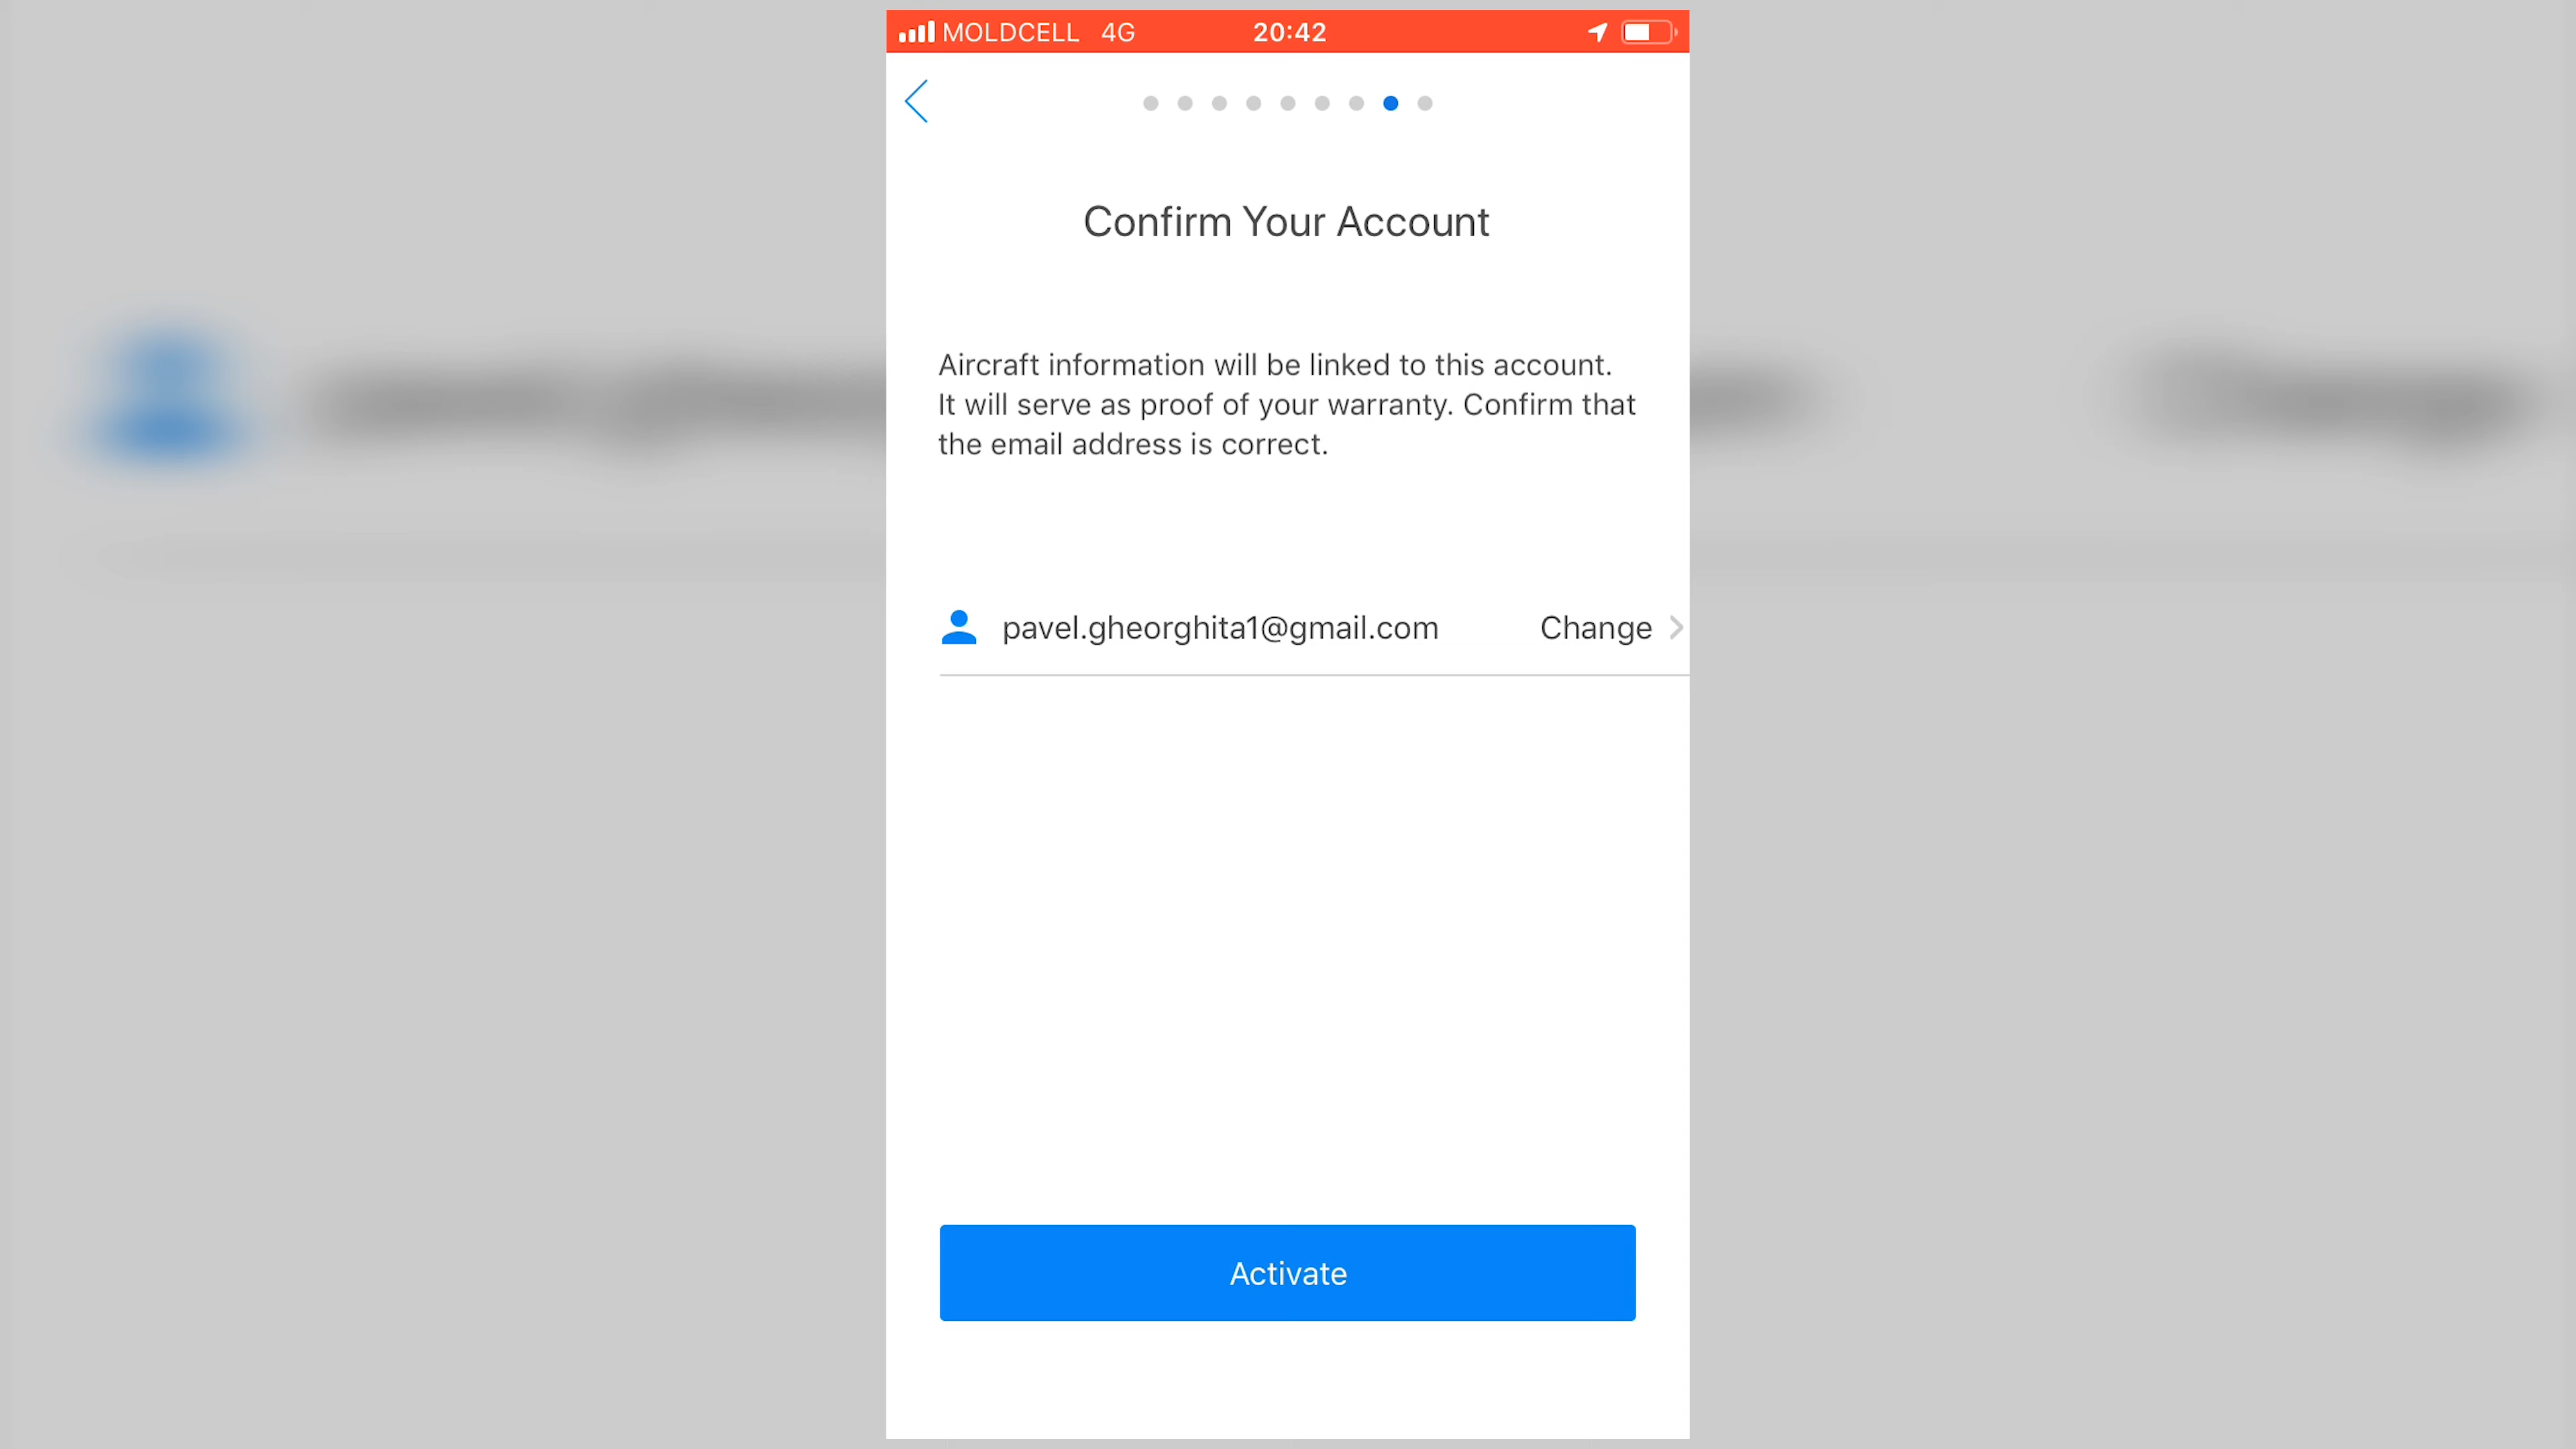 MOLDCELL 4G 20:42
Confirm Your Account
Aircraft information will be linked to this account.
It will serve as proof of your warranty. Confirm that
the email address is correct.
pavel.gheorghita1@gmail.com Change
Activate